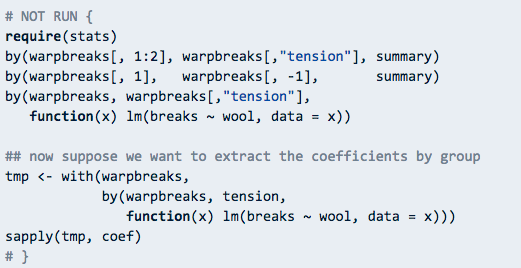 # NOT RUN {
require(stats)
by(warpbreaks[, 1:2], warpbreaks[,"tension"], summary)
by(warpbreaks[, 1],   warpbreaks[, -1],       summary)
by(warpbreaks, warpbreaks[,"tension"],
   function(x) lm(breaks ~ wool, data = x))

## now suppose we want to extract the coefficients by group
tmp <- with(warpbreaks,
            by(warpbreaks, tension,
               function(x) lm(breaks ~ wool, data = x)))
sapply(tmp, coef)
# }